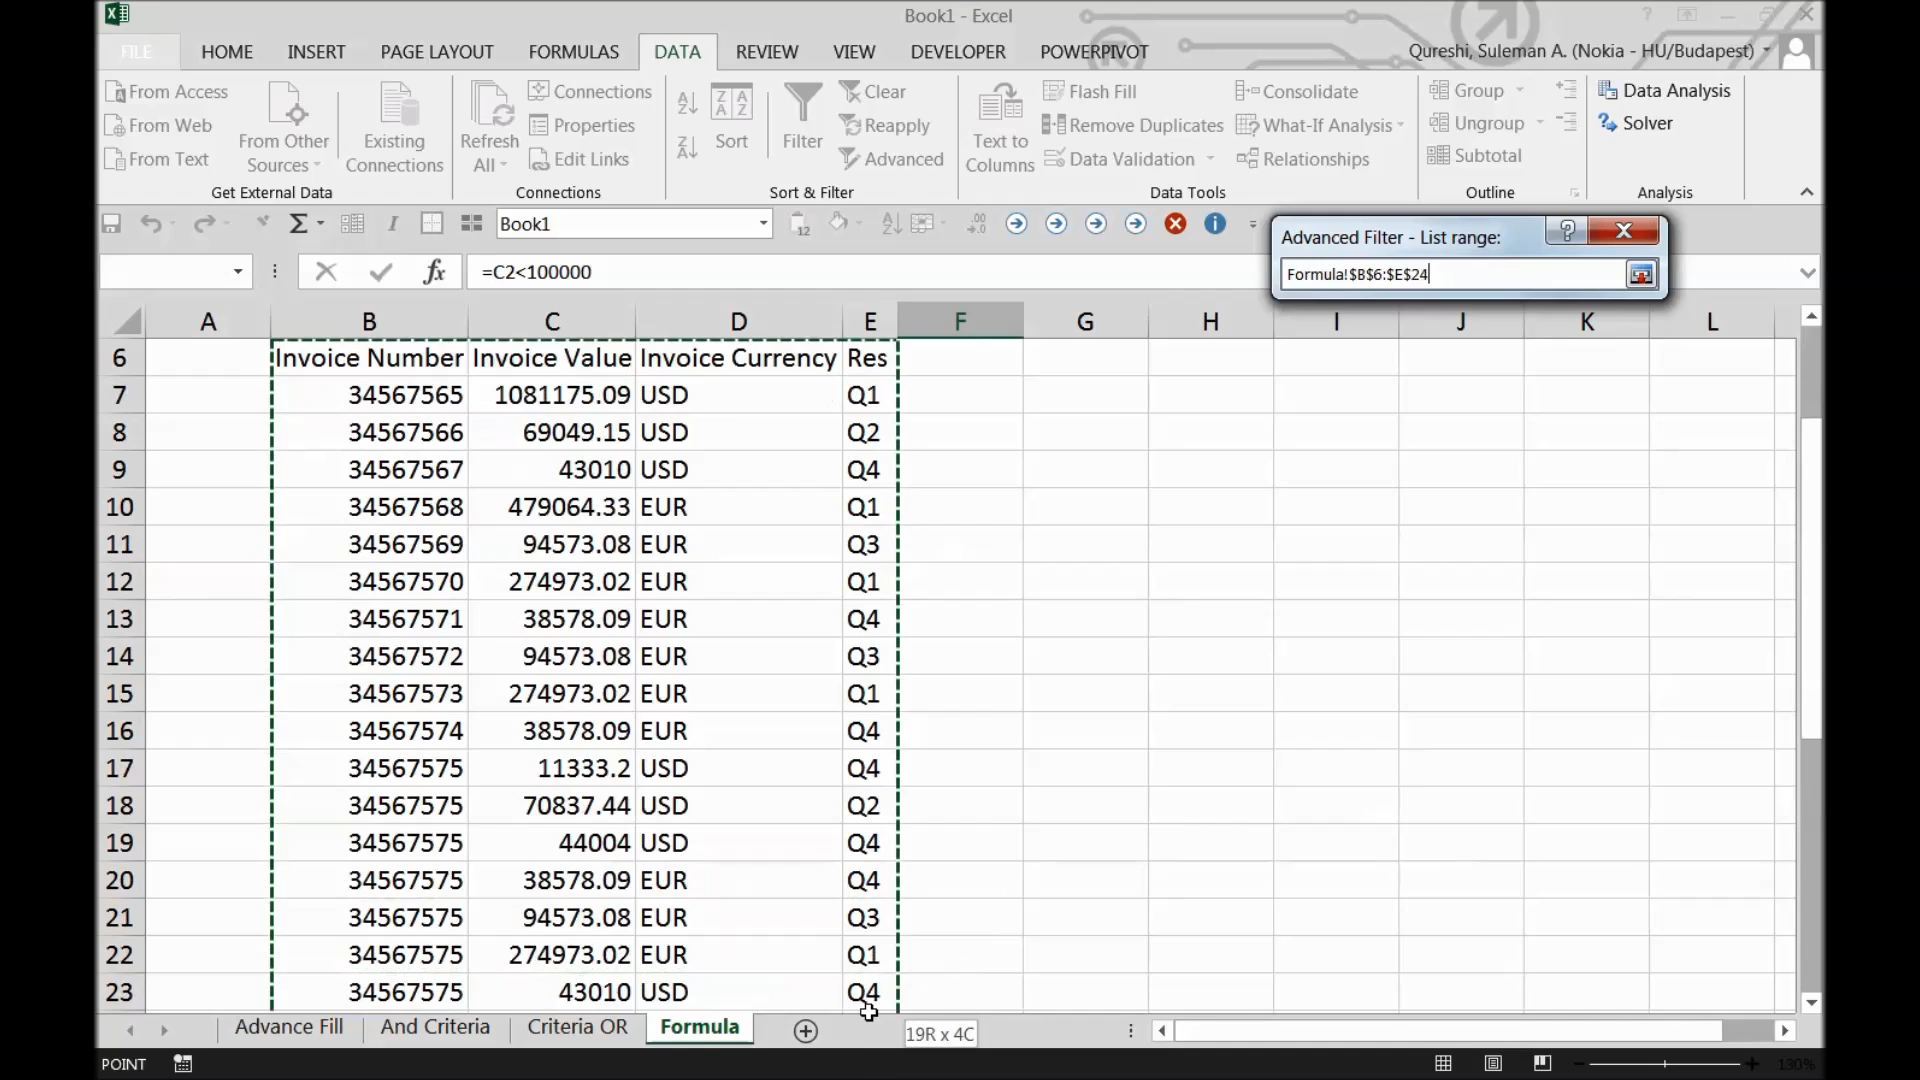 Book1 - Excel
FILE HOME INSERT PAGE LAYOUT FORMULAS DATA REVIEW VIEW DEVELOPER POWERPIVOT Qureshi, Suleman A. (Nokia - HU/Budapest)
From Access
From Web
From Text
From Other Sources
Existing Connections
Get External Data
Refresh All
Connections
Properties
Edit Links
Connections
Sort
Filter
Clear
Reapply
Advanced
Sort & Filter
Text to Columns
Flash Fill
Remove Duplicates
Data Validation
Consolidate
What-If Analysis
Relationships
Data Tools
Group
Ungroup
Subtotal
Outline
Data Analysis
Solver
Analysis
Book1
Advanced Filter - List range:
Formula!$B$6:$E$24
=C2<100000
A B C D E F G H I J K L
6 Invoice Number Invoice Value Invoice Currency Res
7 34567565 1081175.09 USD Q1
8 34567566 69049.15 USD Q2
9 34567567 43010 USD Q4
10 34567568 479064.33 EUR Q1
11 34567569 94573.08 EUR Q3
12 34567570 274973.02 EUR Q1
13 34567571 38578.09 EUR Q4
14 34567572 94573.08 EUR Q3
15 34567573 274973.02 EUR Q1
16 34567574 38578.09 EUR Q4
17 34567575 11333.2 USD Q4
18 34567575 70837.44 USD Q2
19 34567575 44004 USD Q4
20 34567575 38578.09 EUR Q4
21 34567575 94573.08 EUR Q3
22 34567575 274973.02 EUR Q1
23 34567575 43010 USD Q4
Advance Fill And Criteria Criteria OR Formula
19R x 4C
POINT
130%